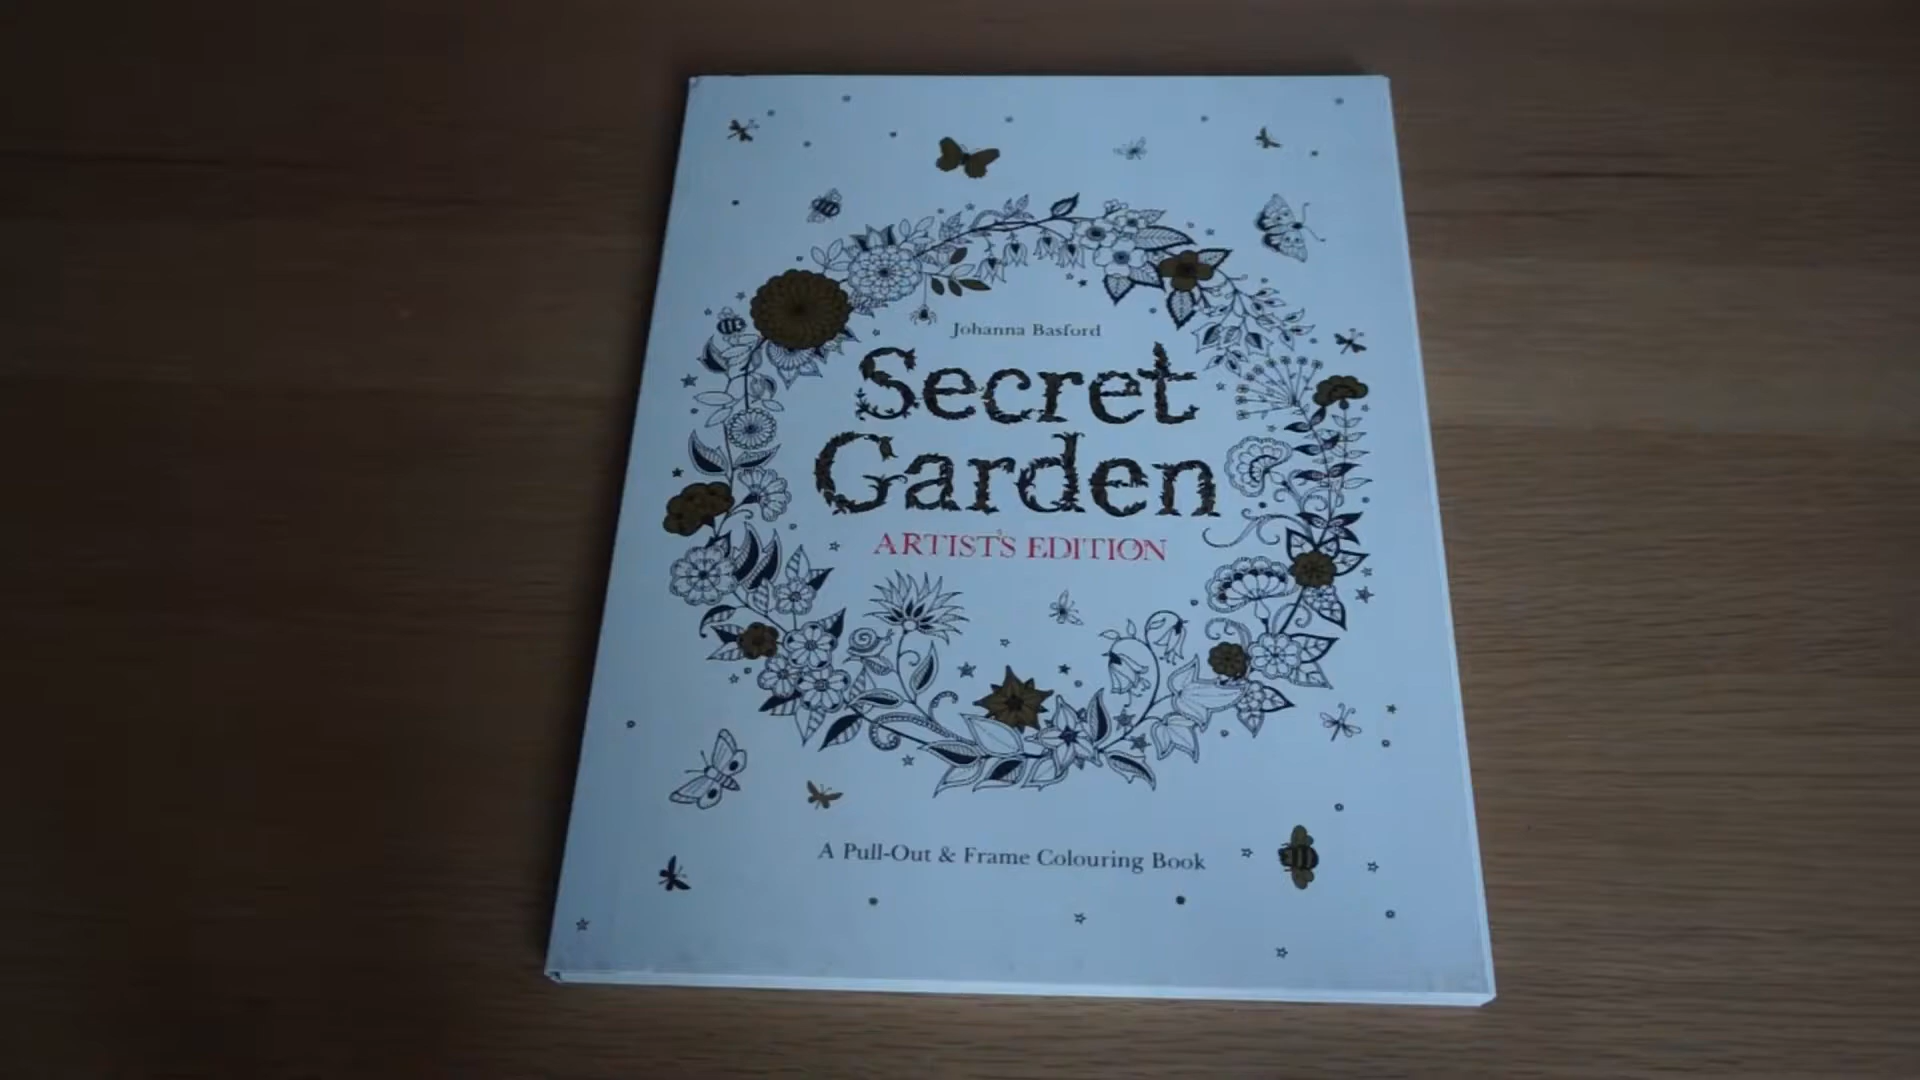 Johanna Basford
Secret
Garden
ARTIST'S EDITION
A Pull-Out & Frame Colouring Book